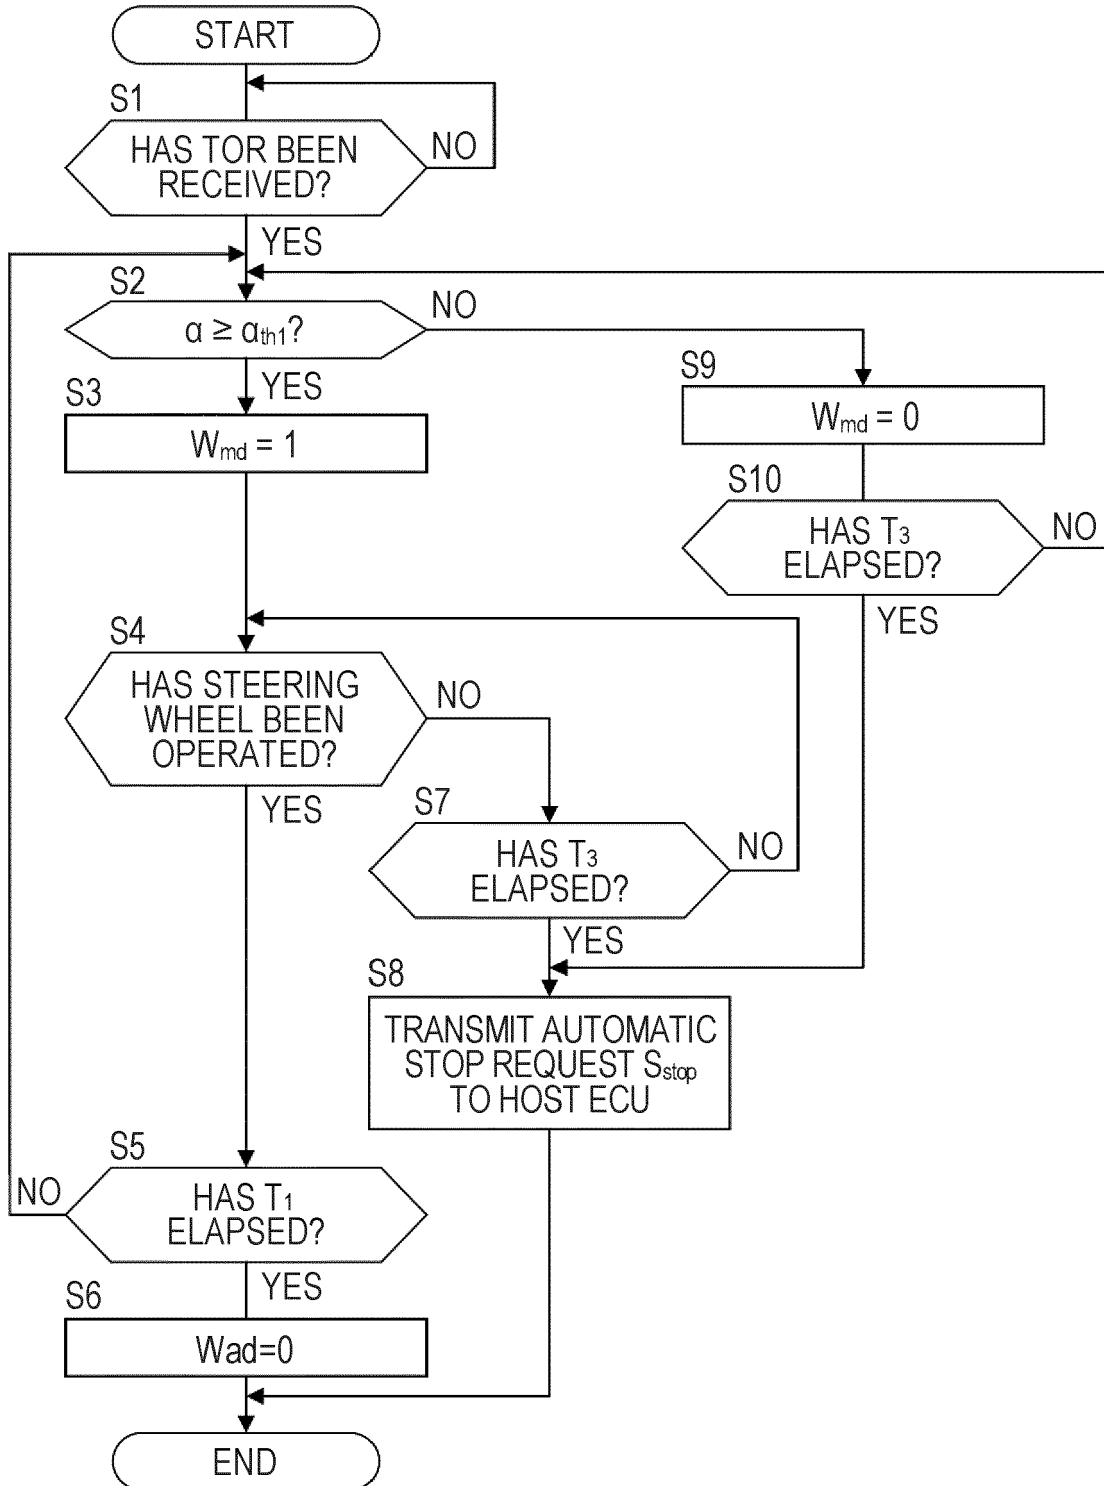 START
S1
HAS TOR BEEN
RECEIVED?
NO
YES
S2
α ≥ αth1?
NO
YES
S3
Wmd = 1
S9
Wmd = 0
S10
HAS T3
ELAPSED?
NO
YES
S4
HAS STEERING
WHEEL BEEN
OPERATED?
NO
YES
S7
HAS T3
ELAPSED?
NO
YES
S8
TRANSMIT AUTOMATIC
STOP REQUEST Sstop
TO HOST ECU
S5
HAS T1
ELAPSED?
NO
YES
S6
Wad=0
END